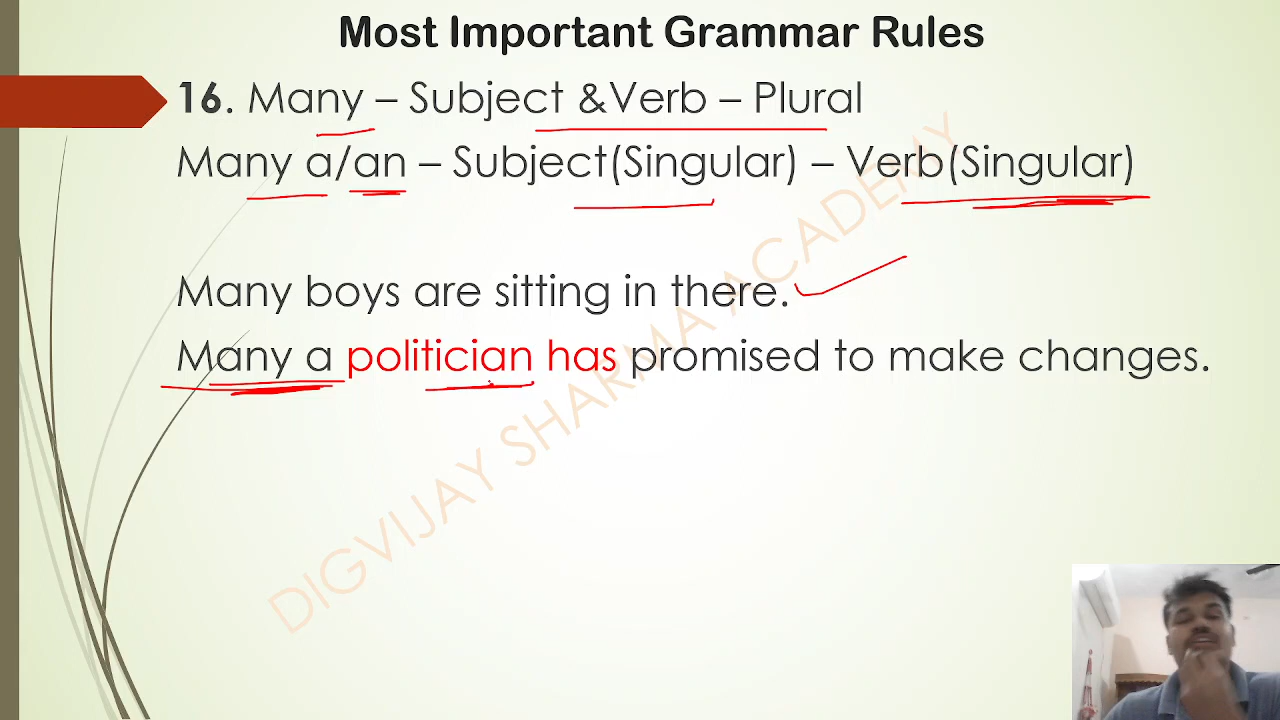 Most Important Grammar Rules
16. Many – Subject &Verb – Plural
Many a/an – Subject(Singular) – Verb(Singular)
Many boys are sitting in there.
Many a politician has promised to make changes.
DIGVIJAY SHARMA ACADEMY